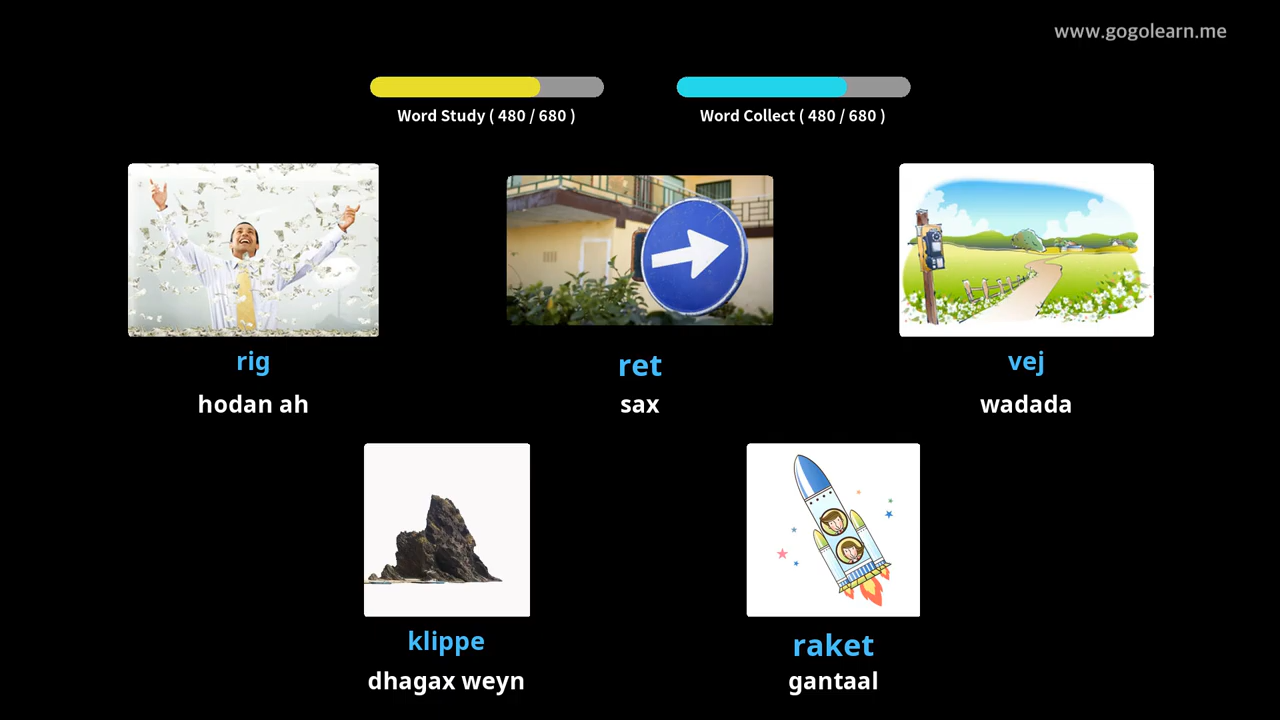 www.gogolearn.me
Word Study ( 480 / 680 )
Word Collect ( 480 / 680 )
rig
hodan ah
ret
sax
vej
wadada
klippe
dhagax weyn
raket
gantaal